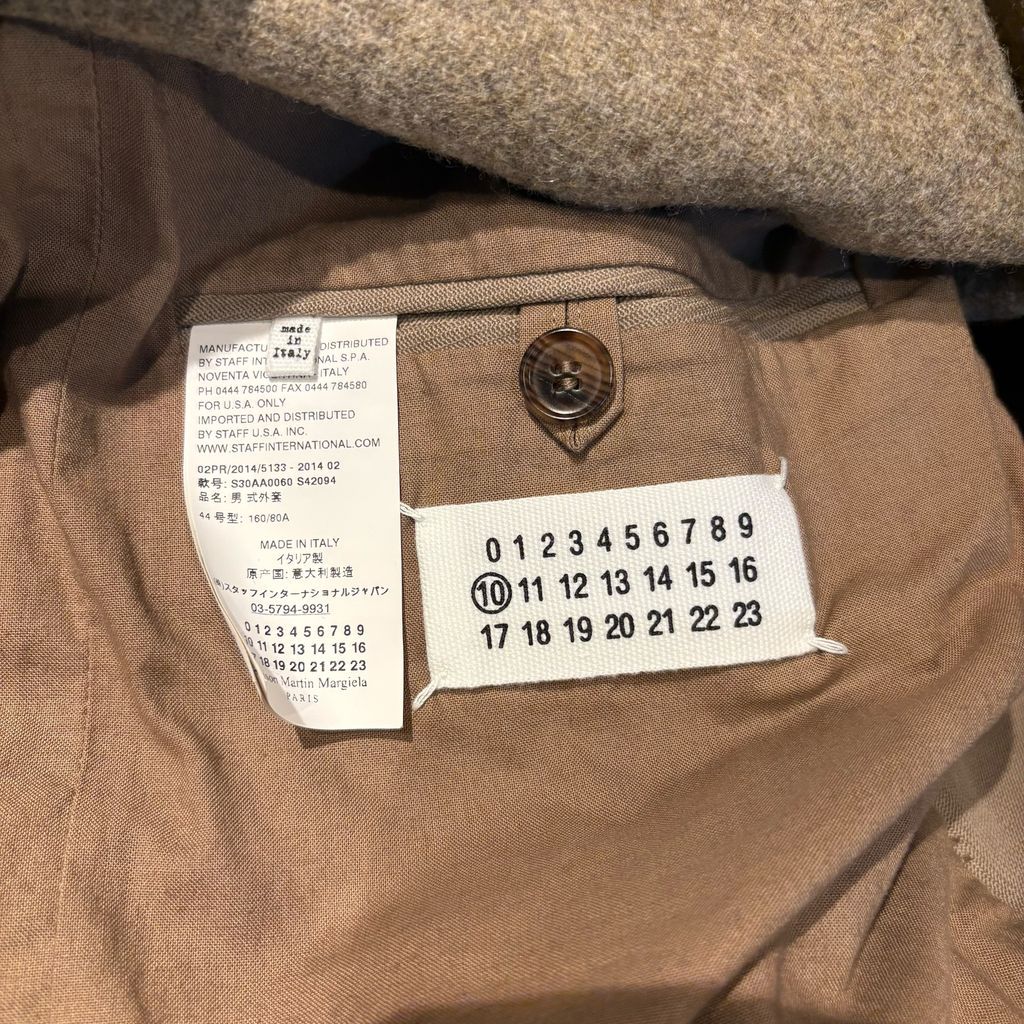 made
in
Italy
MANUFACTU DISTRIBUTED
BY STAFF INT NAL S.P.A.
NOVENTA VIC ITALY
PH 0444 784500 FAX 0444 784580
FOR U.S.A. ONLY
IMPORTED AND DISTRIBUTED
BY STAFF U.S.A. INC.
WWW.STAFFINTERNATIONAL.COM
02PR/2014/5133 - 2014 02
款号: S30AA0060 S42094
品名: 男式外套
44 号型: 160/80A
MADE IN ITALY
イタリア製
原产国: 意大利製造
(株)スタッフインターナショナルジャパン
03-5794-9931
0 1 2 3 4 5 6 7 8 9
10 11 12 13 14 15 16
18 19 20 21 22 23
on Martin Margiela
PARIS
0 1 2 3 4 5 6 7 8 9
10 11 12 13 14 15 16
17 18 19 20 21 22 23